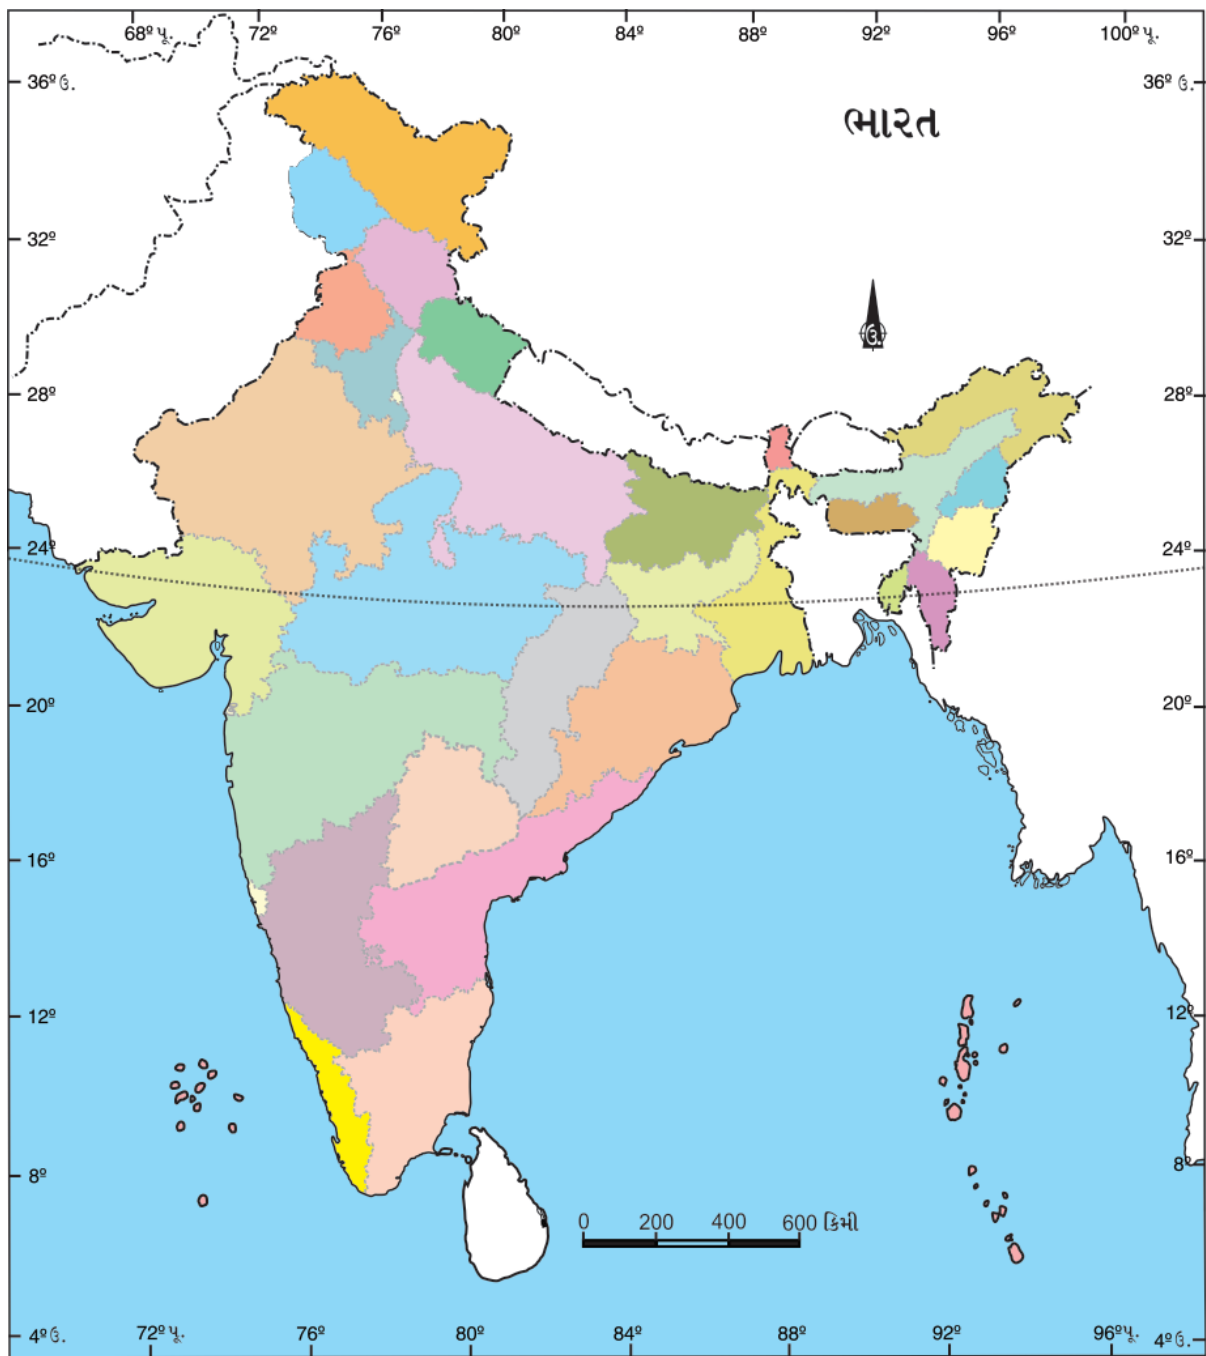 68º પૂ. 72º 76º 80º 84º 88º 92º 96º 100º પૂ.
36º ઉ. 36º ઉ.
ભારત
32º 32º
ઉ.
28º 28º
24º 24º
20º 20º
16º 16º
12º 12º
8º 8º
0 200 400 600 કિમી
4º ઉ. 72º પૂ. 76º 80º 84º 88º 92º 96º પૂ. 4º ઉ.